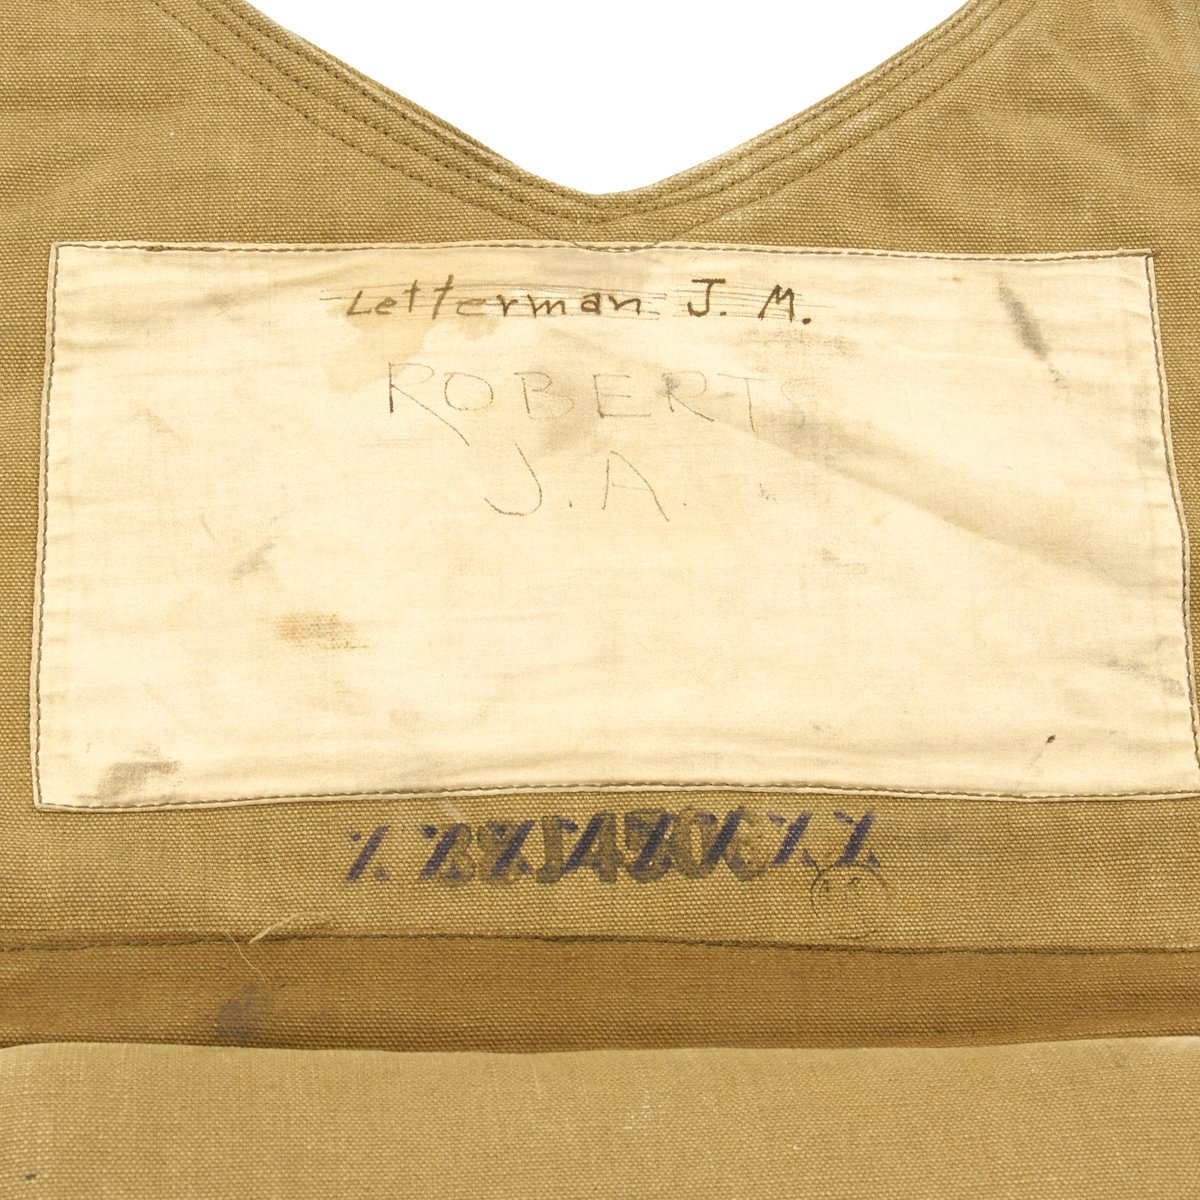 Letterman J. M.
ROBERTS
J. A.